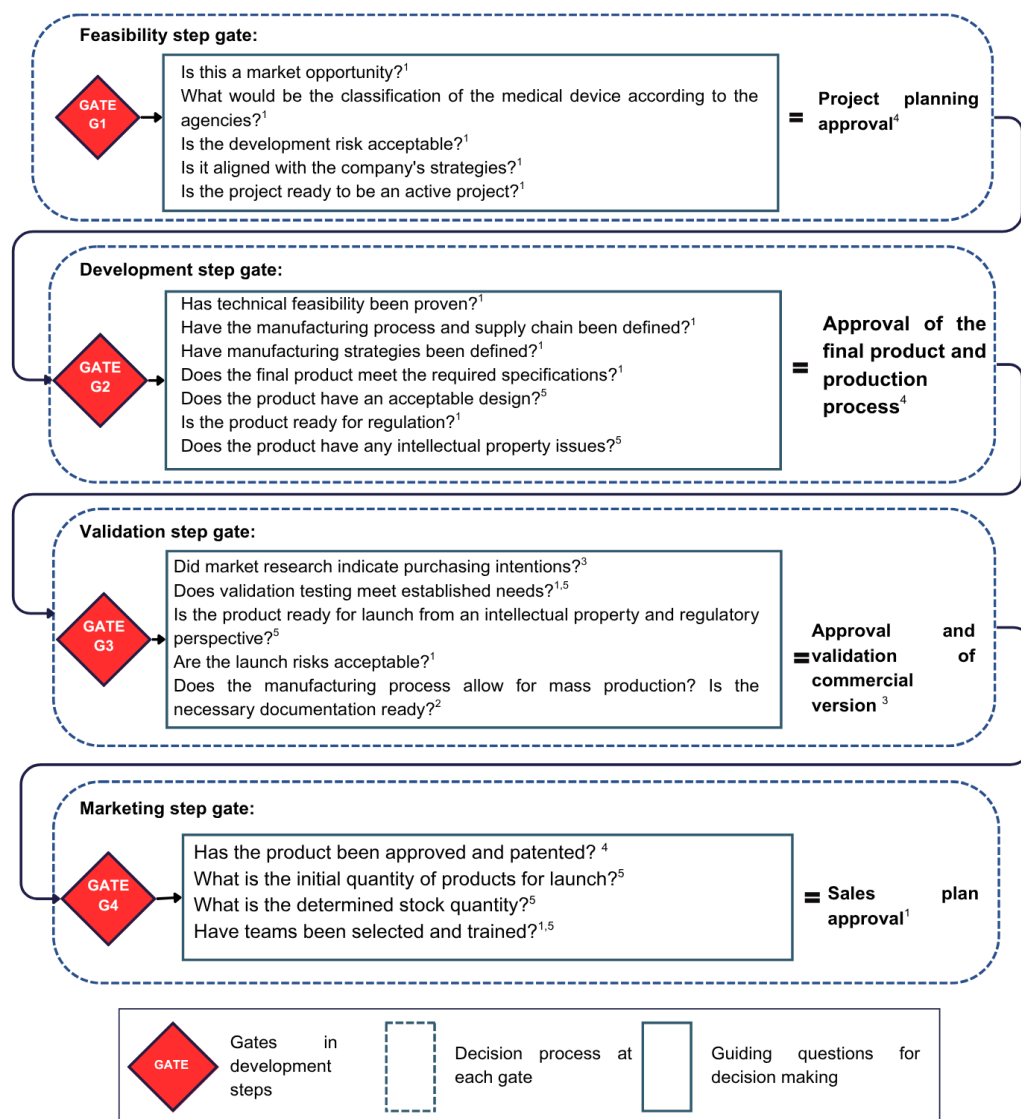 Feasibility step gate:
GATE
G1
Is this a market opportunity?¹
What would be the classification of the medical device according to the
agencies?¹
Is the development risk acceptable?¹
Is it aligned with the company's strategies?¹
Is the project ready to be an active project?¹
= Project planning
approval⁴
Development step gate:
GATE
G2
Has technical feasibility been proven?¹
Have the manufacturing process and supply chain been defined?¹
Have manufacturing strategies been defined?¹
Does the final product meet the required specifications?¹
Does the product have an acceptable design?⁵
Is the product ready for regulation?¹
Does the product have any intellectual property issues?⁵
= Approval of the
final product and
production
process⁴
Validation step gate:
GATE
G3
Did market research indicate purchasing intentions?³
Does validation testing meet established needs?¹,⁵
Is the product ready for launch from an intellectual property and regulatory
perspective?⁵
Are the launch risks acceptable?¹
Does the manufacturing process allow for mass production? Is the
necessary documentation ready?²
= Approval and
validation of
commercial
version ³
Marketing step gate:
GATE
G4
Has the product been approved and patented? ⁴
What is the initial quantity of products for launch?⁵
What is the determined stock quantity?⁵
Have teams been selected and trained?¹,⁵
= Sales plan
approval¹
GATE
Gates in
development
steps
Decision process at
each gate
Guiding questions for
decision making